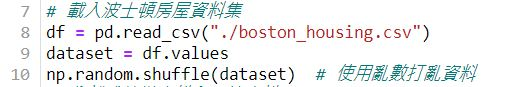 7 # 載入波士頓房屋資料集
8 df = pd.read_csv("./boston_housing.csv")
9 dataset = df.values
10 np.random.shuffle(dataset)  # 使用亂數打亂資料